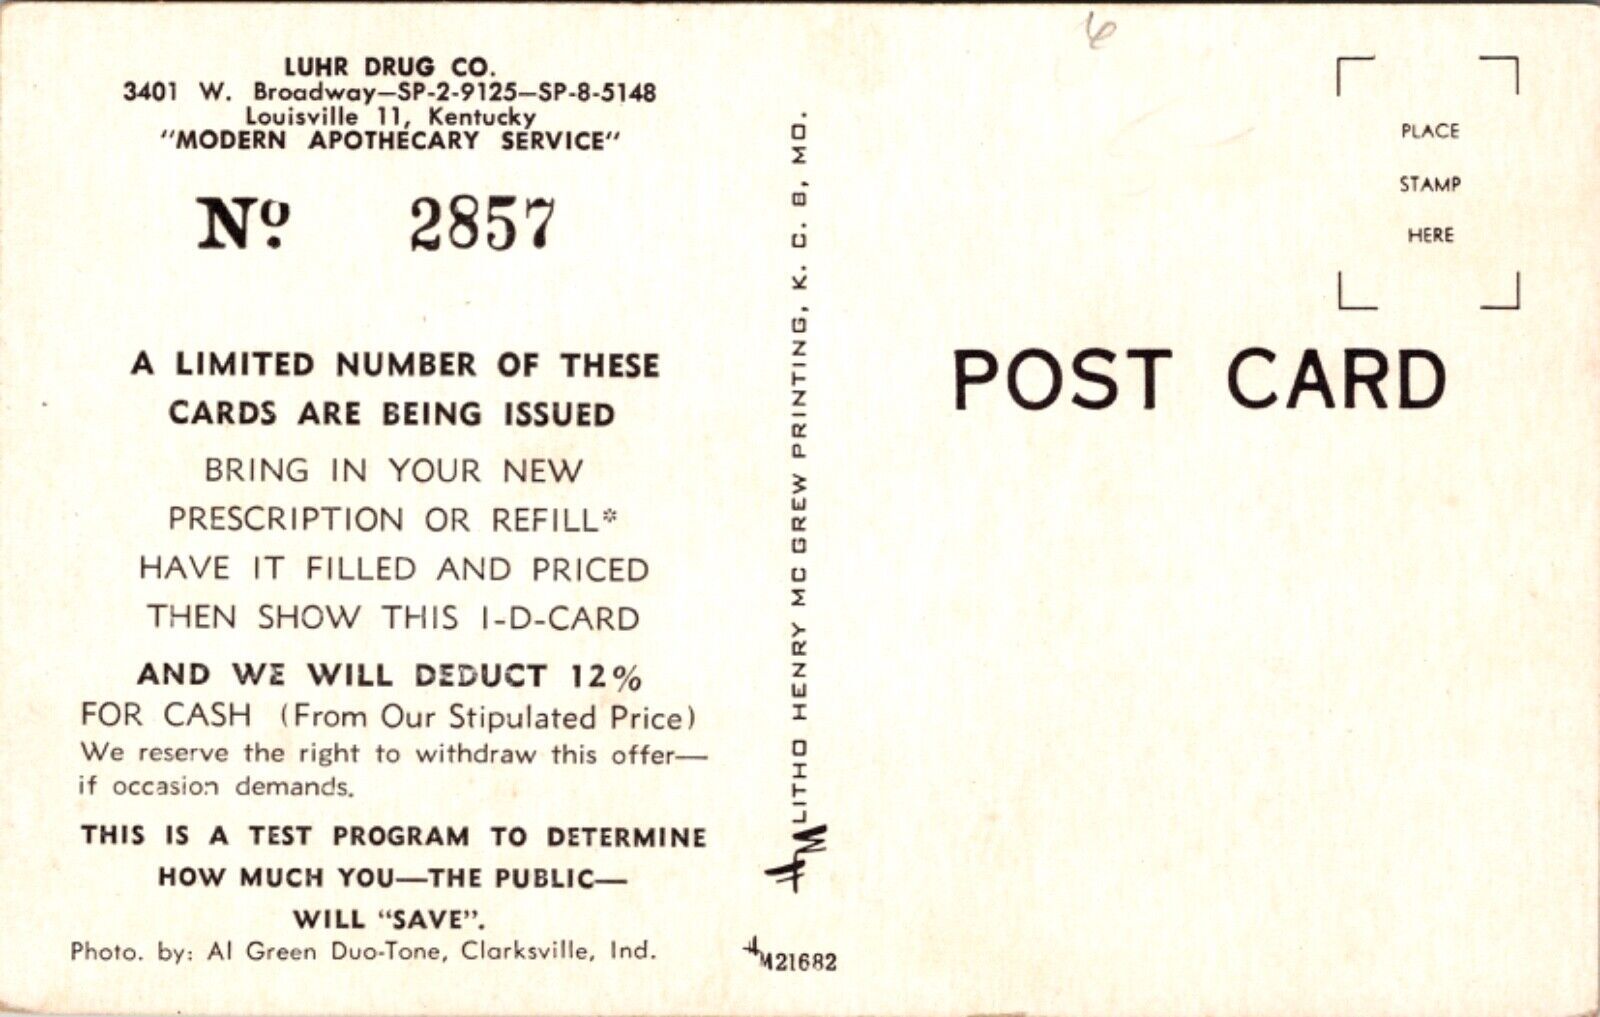 LUHR DRUG CO.
3401 W. Broadway—SP-2-9125—SP-8-5148
Louisville 11, Kentucky
"MODERN APOTHECARY SERVICE"
Nº 2857
A LIMITED NUMBER OF THESE
CARDS ARE BEING ISSUED
BRING IN YOUR NEW
PRESCRIPTION OR REFILL*
HAVE IT FILLED AND PRICED
THEN SHOW THIS I-D-CARD
AND WE WILL DEDUCT 12%
FOR CASH (From Our Stipulated Price)
We reserve the right to withdraw this offer—
if occasion demands.
THIS IS A TEST PROGRAM TO DETERMINE
HOW MUCH YOU—THE PUBLIC—
WILL "SAVE".
Photo. by: Al Green Duo-Tone, Clarksville, Ind.
HM LITHO HENRY MC GREW PRINTING, K. C. 8, MO.
HM21682
6
PLACE
STAMP
HERE
POST CARD